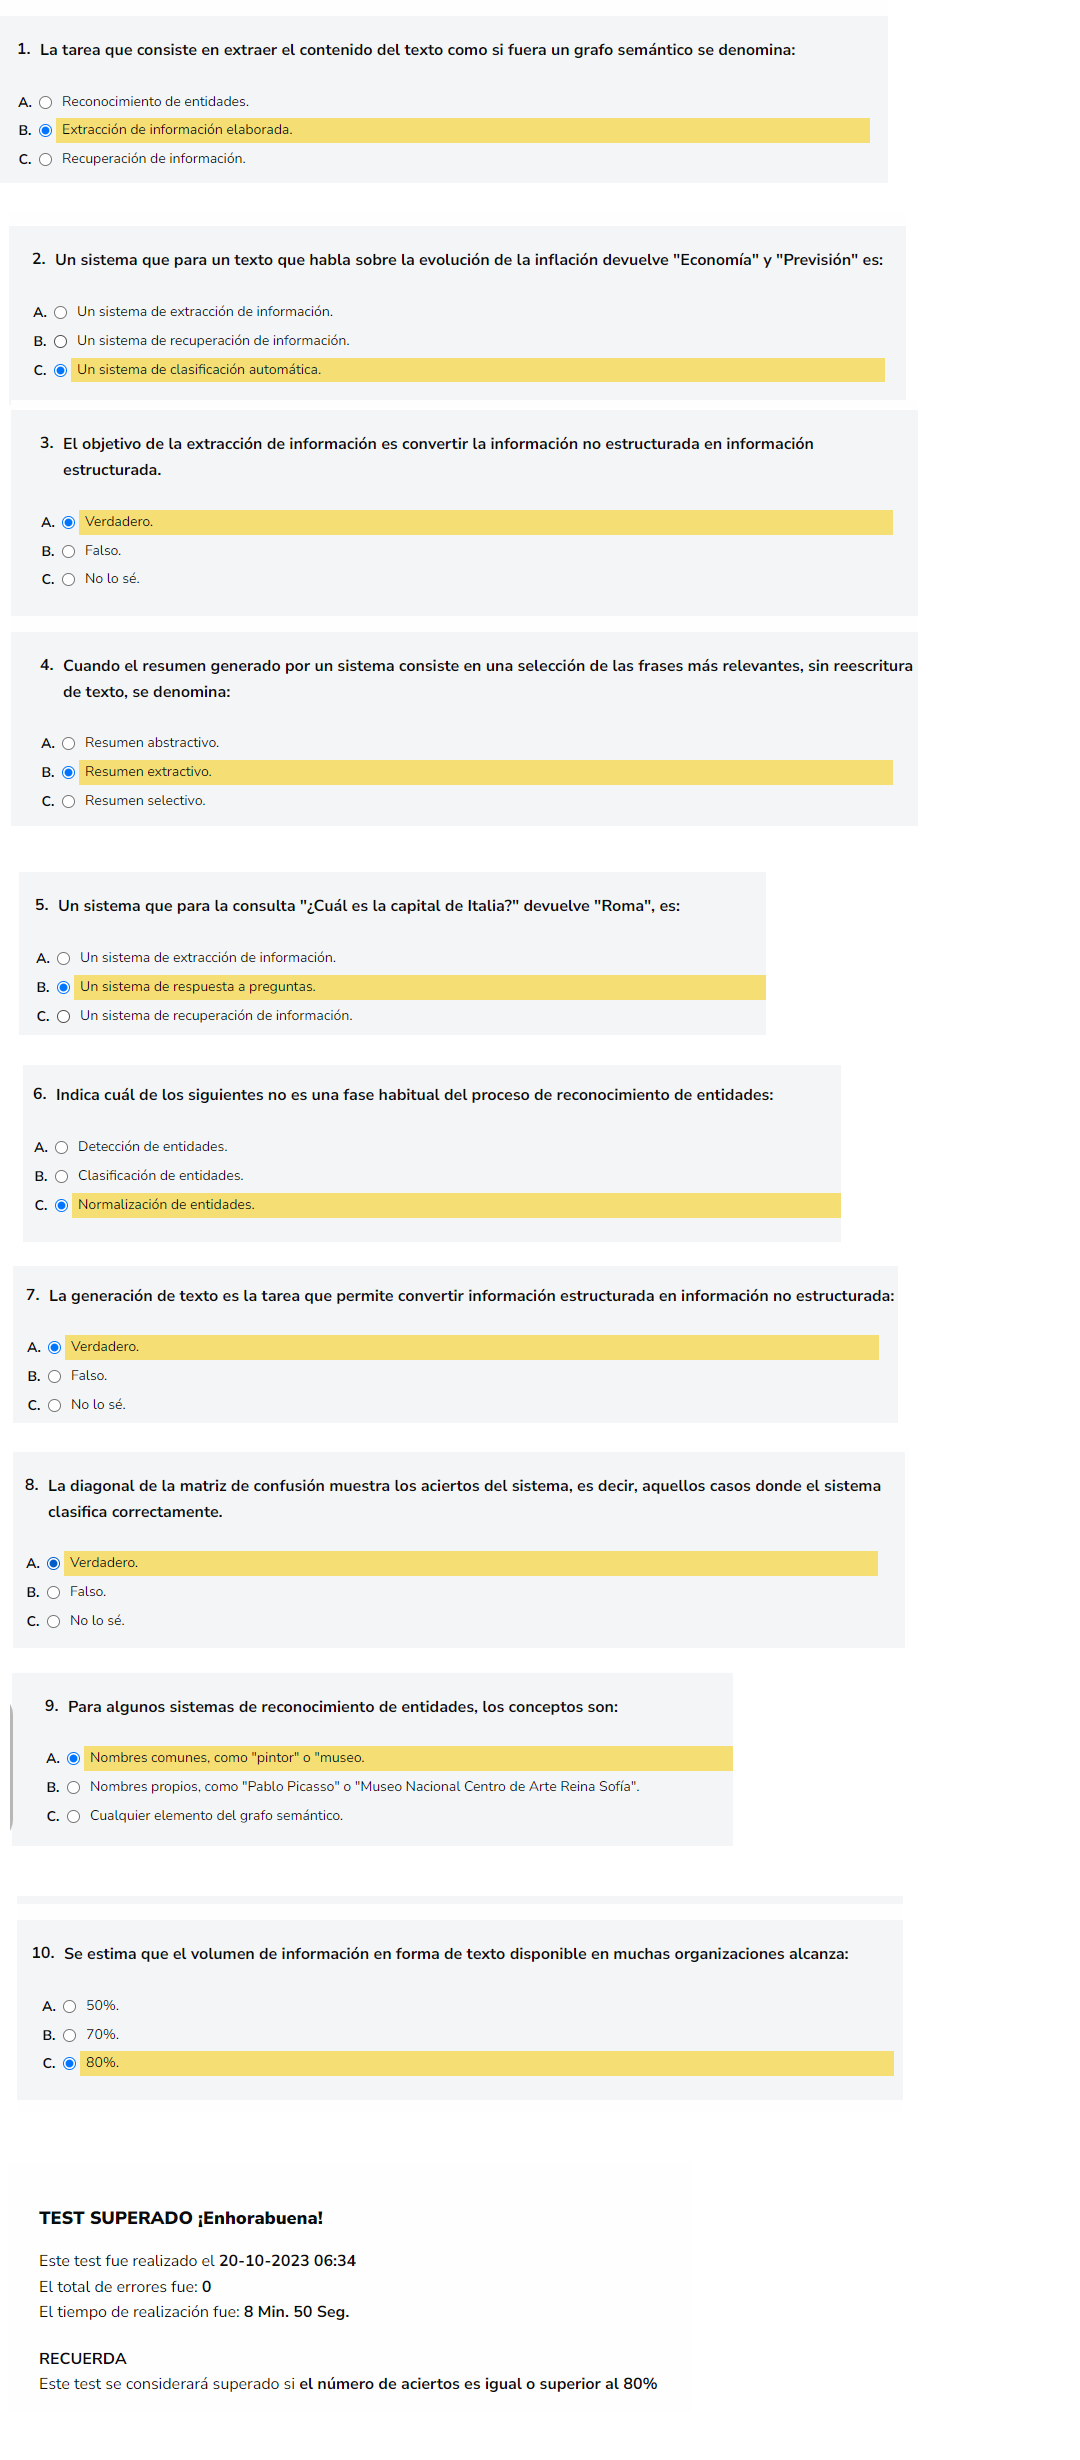 1. La tarea que consiste en extraer el contenido del texto como si fuera un grafo semántico se denomina:
A. Reconocimiento de entidades.
B. Extracción de información elaborada.
C. Recuperación de información.
2. Un sistema que para un texto que habla sobre la evolución de la inflación devuelve "Economía" y "Previsión" es:
A. Un sistema de extracción de información.
B. Un sistema de recuperación de información.
C. Un sistema de clasificación automática.
3. El objetivo de la extracción de información es convertir la información no estructurada en información
estructurada.
A. Verdadero.
B. Falso.
C. No lo sé.
4. Cuando el resumen generado por un sistema consiste en una selección de las frases más relevantes, sin reescritura
de texto, se denomina:
A. Resumen abstractivo.
B. Resumen extractivo.
C. Resumen selectivo.
5. Un sistema que para la consulta "¿Cuál es la capital de Italia?" devuelve "Roma", es:
A. Un sistema de extracción de información.
B. Un sistema de respuesta a preguntas.
C. Un sistema de recuperación de información.
6. Indica cuál de los siguientes no es una fase habitual del proceso de reconocimiento de entidades:
A. Detección de entidades.
B. Clasificación de entidades.
C. Normalización de entidades.
7. La generación de texto es la tarea que permite convertir información estructurada en información no estructurada:
A. Verdadero.
B. Falso.
C. No lo sé.
8. La diagonal de la matriz de confusión muestra los aciertos del sistema, es decir, aquellos casos donde el sistema
clasifica correctamente.
A. Verdadero.
B. Falso.
C. No lo sé.
9. Para algunos sistemas de reconocimiento de entidades, los conceptos son:
A. Nombres comunes, como "pintor" o "museo.
B. Nombres propios, como "Pablo Picasso" o "Museo Nacional Centro de Arte Reina Sofía".
C. Cualquier elemento del grafo semántico.
10. Se estima que el volumen de información en forma de texto disponible en muchas organizaciones alcanza:
A. 50%.
B. 70%.
C. 80%.
TEST SUPERADO ¡Enhorabuena!
Este test fue realizado el 20-10-2023 06:34
El total de errores fue: 0
El tiempo de realización fue: 8 Min. 50 Seg.
RECUERDA
Este test se considerará superado si el número de aciertos es igual o superior al 80%